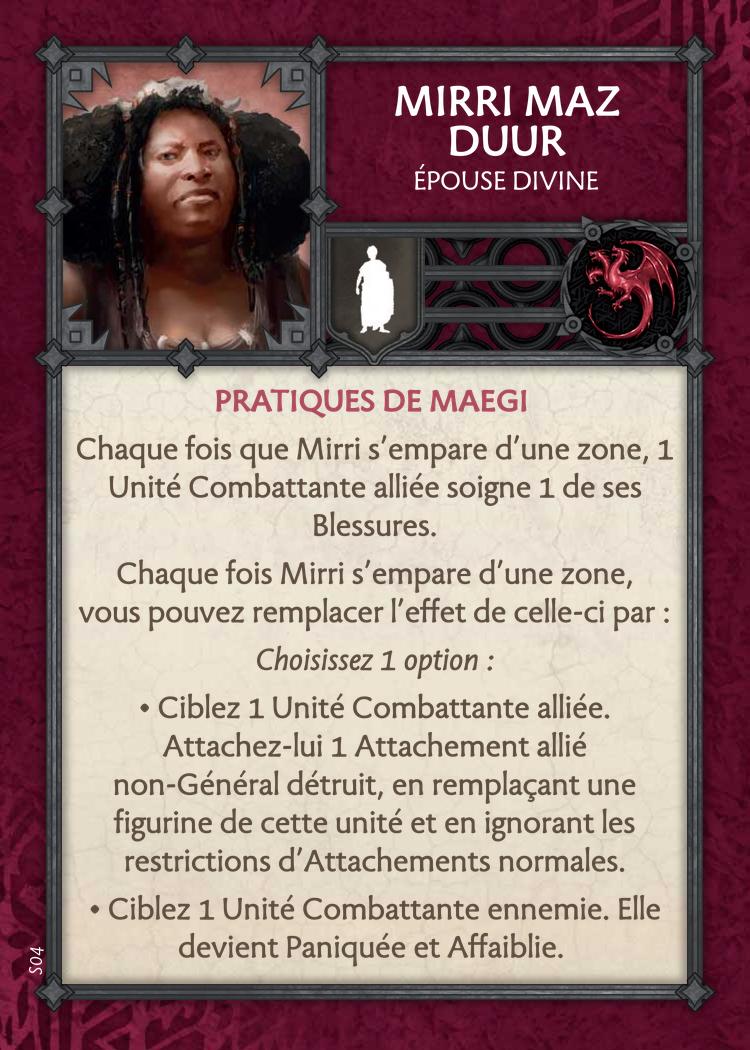 MIRRI MAZ
DUUR
ÉPOUSE DIVINE
PRATIQUES DE MAEGI
Chaque fois que Mirri s’empare d’une zone, 1
Unité Combattante alliée soigne 1 de ses
Blessures.
Chaque fois Mirri s’empare d’une zone,
vous pouvez remplacer l’effet de celle-ci par :
Choisissez 1 option :
• Ciblez 1 Unité Combattante alliée.
Attachez-lui 1 Attachement allié
non-Général détruit, en remplaçant une
figurine de cette unité et en ignorant les
restrictions d’Attachements normales.
• Ciblez 1 Unité Combattante ennemie. Elle
devient Paniquée et Affaiblie.
S04